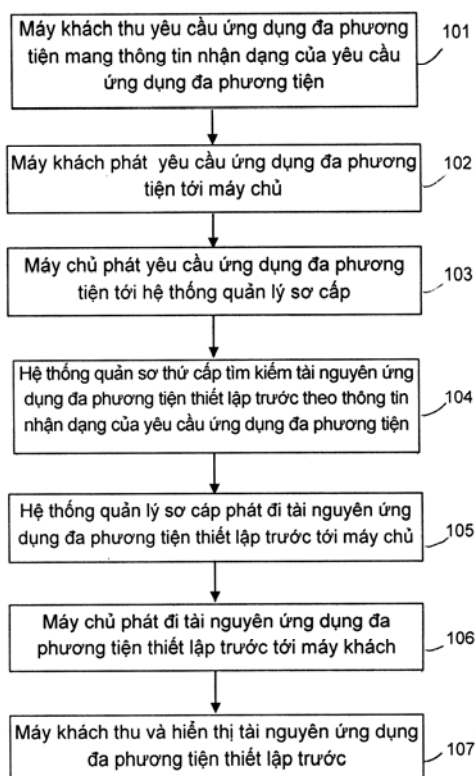 Máy khách thu yêu cầu ứng dụng đa phương
tiện mang thông tin nhận dạng của yêu cầu
ứng dụng đa phương tiện
101
Máy khách phát yêu cầu ứng dụng đa phương
tiện tới máy chủ
102
Máy chủ phát yêu cầu ứng dụng đa phương
tiện tới hệ thống quản lý sơ cấp
103
Hệ thống quản sơ thứ cấp tìm kiếm tài nguyên ứng
dụng đa phương tiện thiết lập trước theo thông tin
nhận dạng của yêu cầu ứng dụng đa phương tiện
104
Hệ thống quản lý sơ cáp phát đi tài nguyên ứng
dụng đa phương tiện thiết lập trước tới máy chủ
105
Máy chủ phát đi tài nguyên ứng dụng đa
phương tiện thiết lập trước tới máy khách
106
Máy khách thu và hiển thị tài nguyên ứng dụng
đa phương tiện thiết lập trước
107